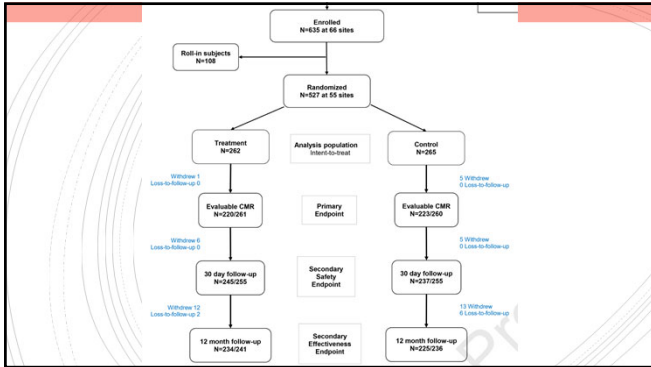 Enrolled
N=635 at 66 sites
Roll-in subjects
N=108
Randomized
N=527 at 55 sites
Treatment
N=262
Analysis population
Intent-to-treat
Control
N=265
Withdrew 1
Loss-to-follow-up 0
5 Withdrew
0 Loss-to-follow-up
Evaluable CMR
N=220/261
Primary
Endpoint
Evaluable CMR
N=223/260
Withdrew 6
Loss-to-follow-up 0
5 Withdrew
0 Loss-to-follow-up
30 day follow-up
N=245/255
Secondary
Safety
Endpoint
30 day follow-up
N=237/255
Withdrew 12
Loss-to-follow-up 2
13 Withdrew
6 Loss-to-follow-up
12 month follow-up
N=234/241
Secondary
Effectiveness
Endpoint
12 month follow-up
N=225/236